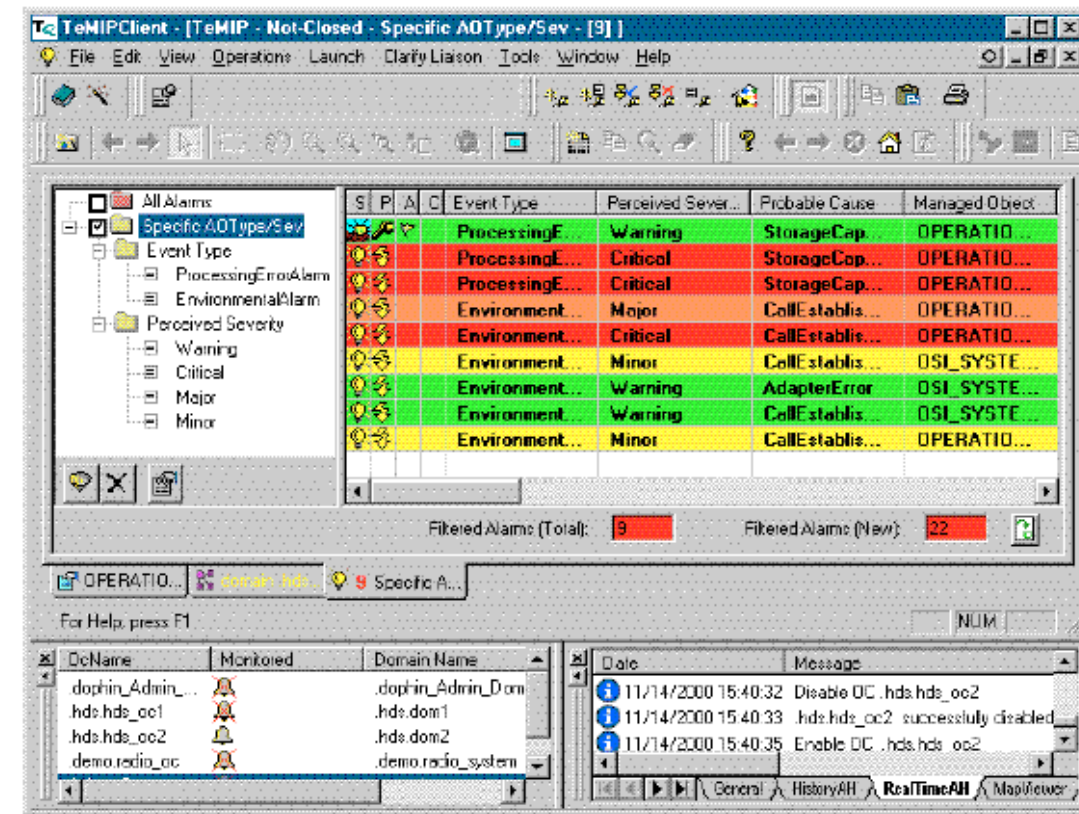 TeMIPClient - [TeMIP - Not-Closed - Specific AOType/Sev - [9] ]
File Edit View Operations Launch Clarify Liaison Tools Window Help
All Alarms
Specific AOType/Sev
Event Type
ProcessingErrorAlarm
EnvironmentalAlarm
Perceived Severity
Warning
Critical
Major
Minor
S P A C Event Type Perceived Sever... Probable Cause Managed Object
ProcessingE... Warning StorageCap... OPERATIO...
ProcessingE... Critical StorageCap... OPERATIO...
ProcessingE... Critical StorageCap... OPERATIO...
Environment... Major CallEstablis... OPERATIO...
Environment... Critical CallEstablis... OPERATIO...
Environment... Minor CallEstablis... OSI_SYSTE...
Environment... Warning AdapterError OSI_SYSTE...
Environment... Warning CallEstablis... OSI_SYSTE...
Environment... Minor CallEstablis... OPERATIO...
Filtered Alarms (Total): 9 Filtered Alarms (New): 22
OPERATIO... domain .hds... 9 Specific A...
For Help, press F1 NUM
OcName Monitored Domain Name
.dophin_Admin_... .dophin_Admin_Dom
.hds.hds_oc1 .hds.dom1
.hds.hds_oc2 .hds.dom2
.demo.radio_oc .demo.radio_system
Date Message
11/14/2000 15:40:32 Disable OC .hds.hds_oc2
11/14/2000 15:40:33 .hds.hds_oc2 successfuly disabled
11/14/2000 15:40:35 Enable OC .hds.hds_oc2
General HistoryAH RealTimeAH MapViewer